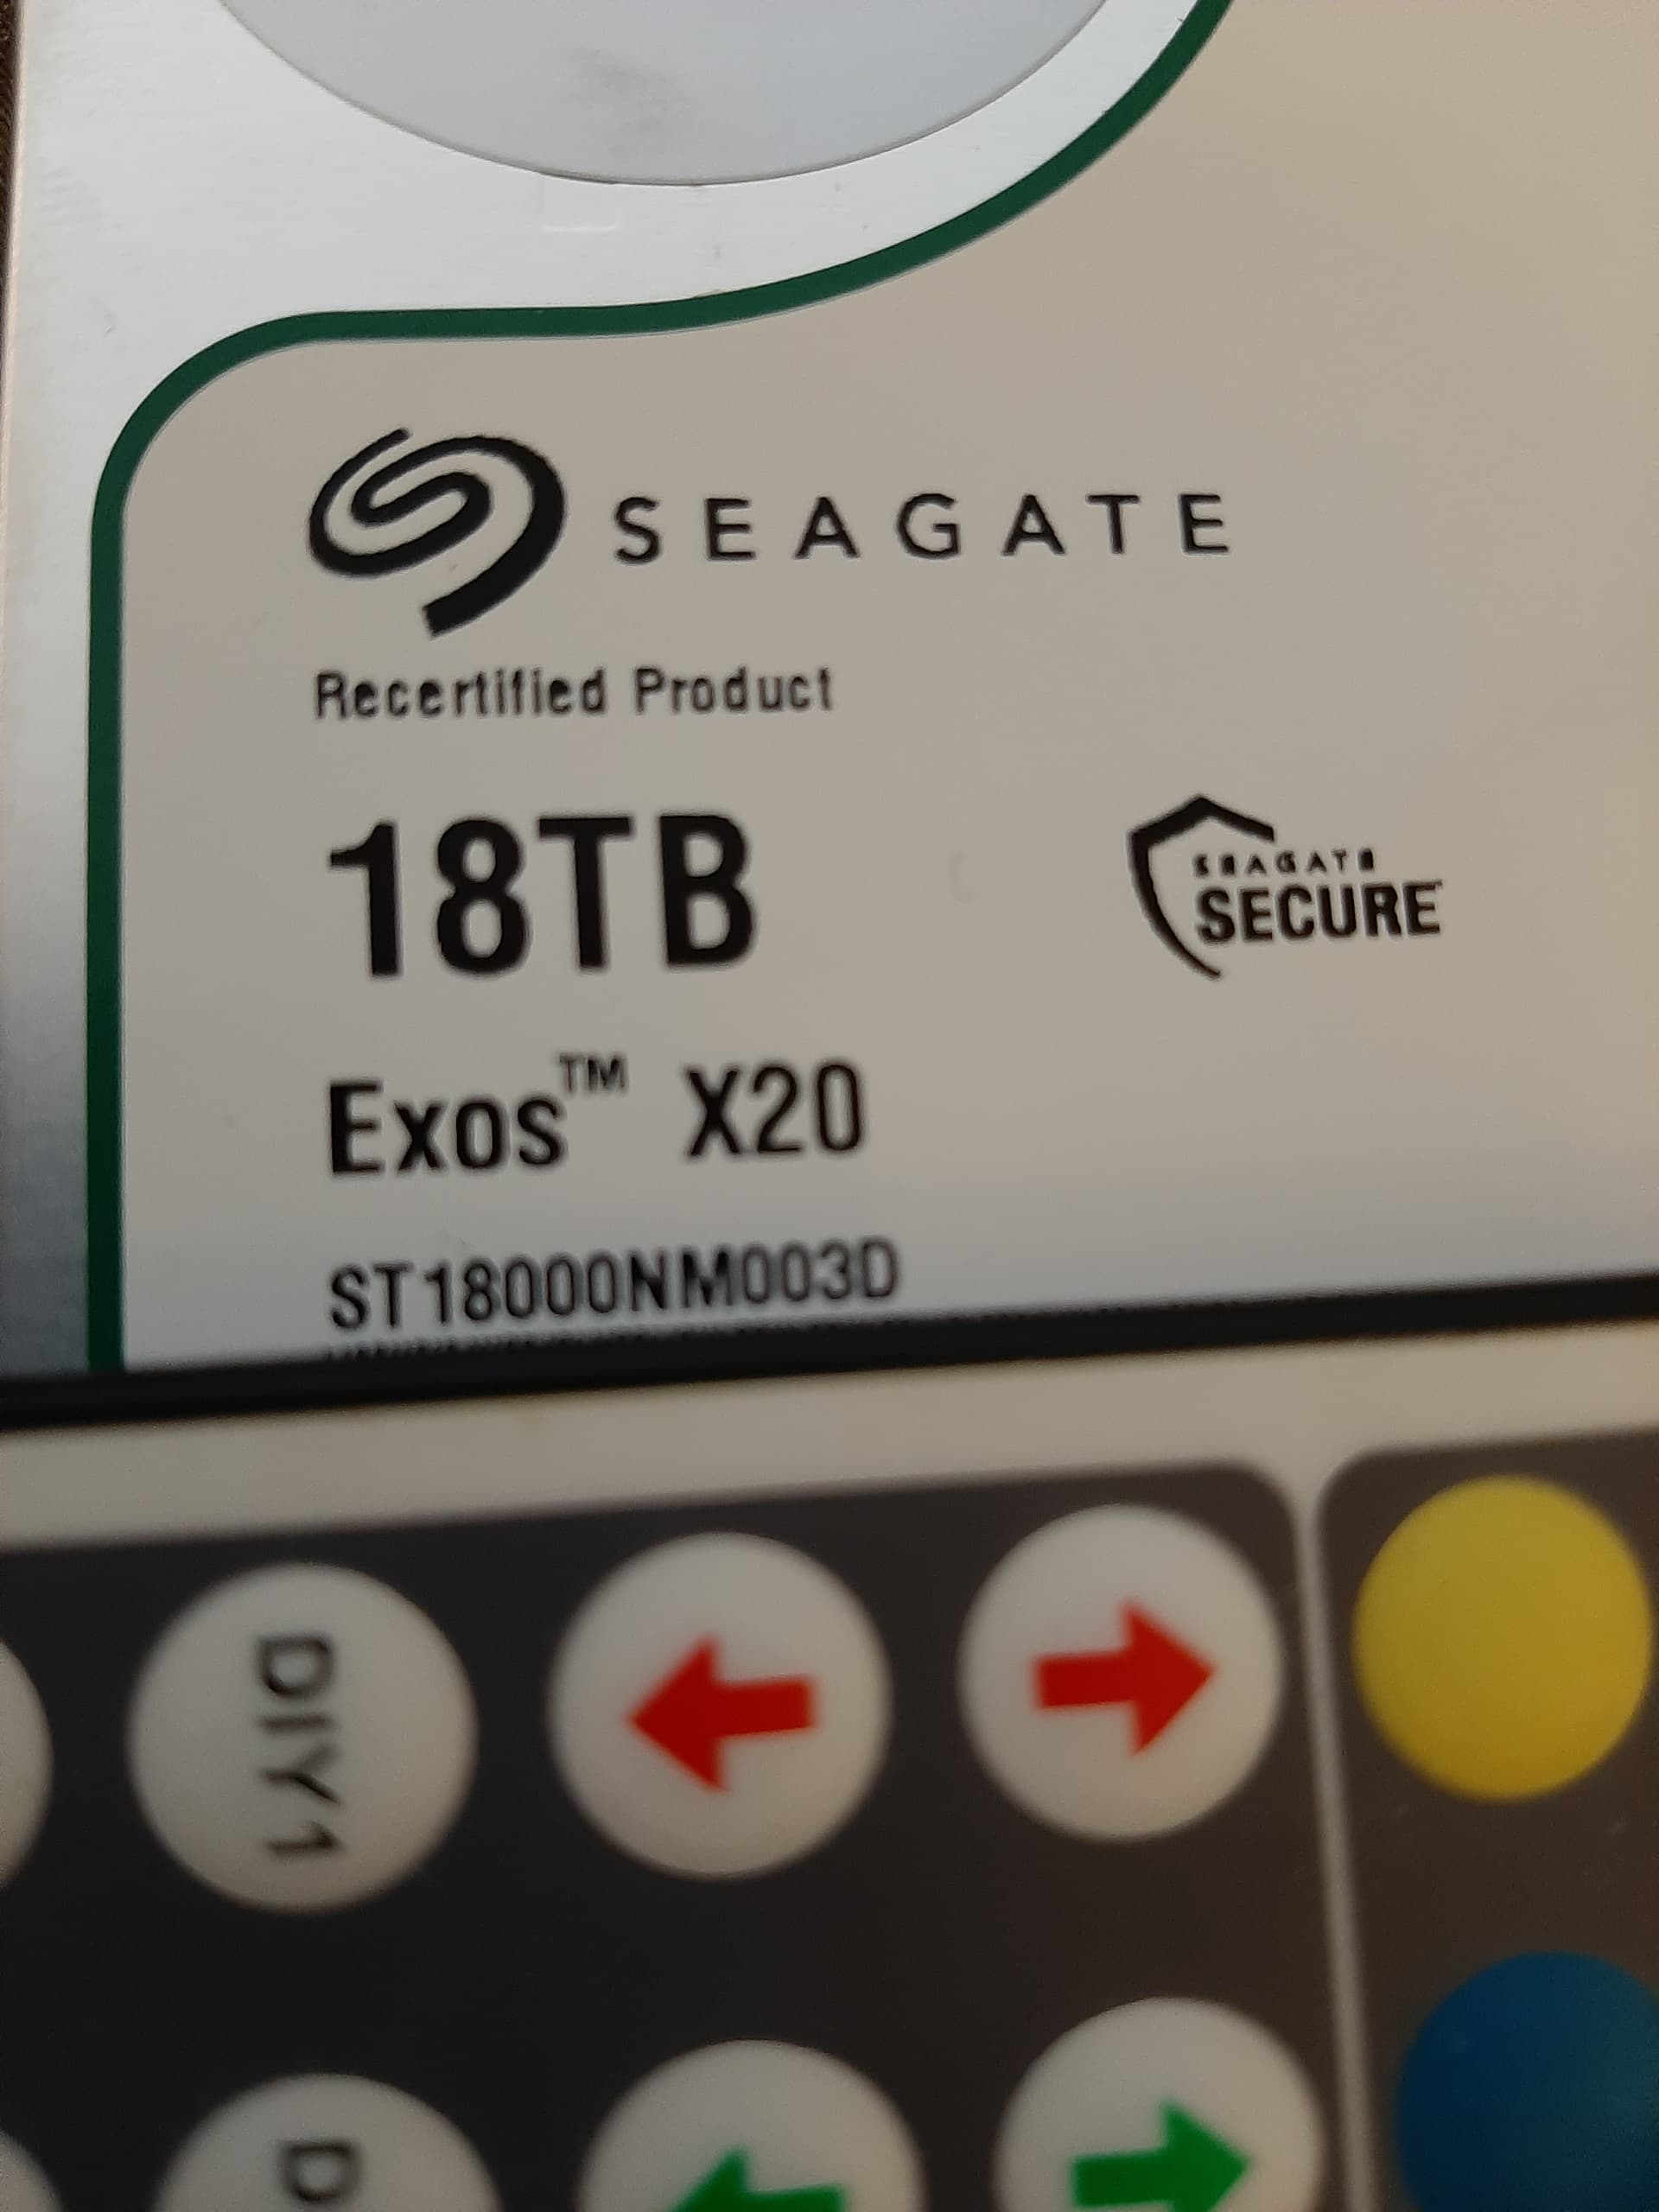 SEAGATE
Recertified Product
18TB
SEAGATE
SECURE
Exos™ X20
ST18000NM003D
DIY1